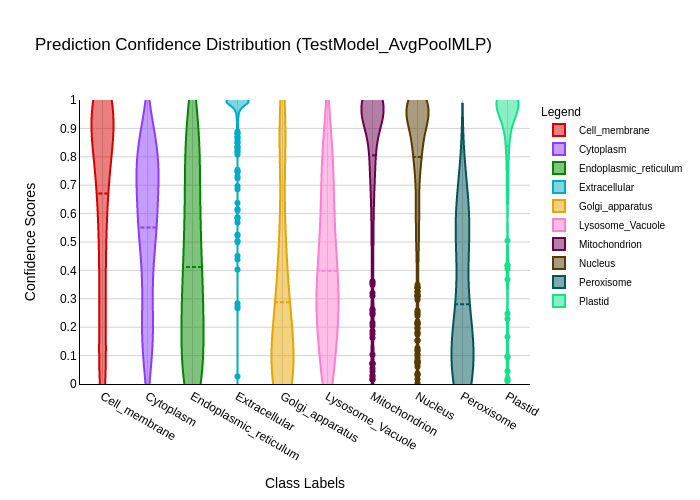 Prediction Confidence Distribution (TestModel_AvgPoolMLP)
1
0.9
0.8
0.7
0.6
0.5
0.4
0.3
0.2
0.1
0
Confidence Scores
Cell_membrane
Cytoplasm
Endoplasmic_reticulum
Extracellular
Golgi_apparatus
Lysosome_Vacuole
Mitochondrion
Nucleus
Peroxisome
Plastid
Class Labels
Legend
Cell_membrane
Cytoplasm
Endoplasmic_reticulum
Extracellular
Golgi_apparatus
Lysosome_Vacuole
Mitochondrion
Nucleus
Peroxisome
Plastid